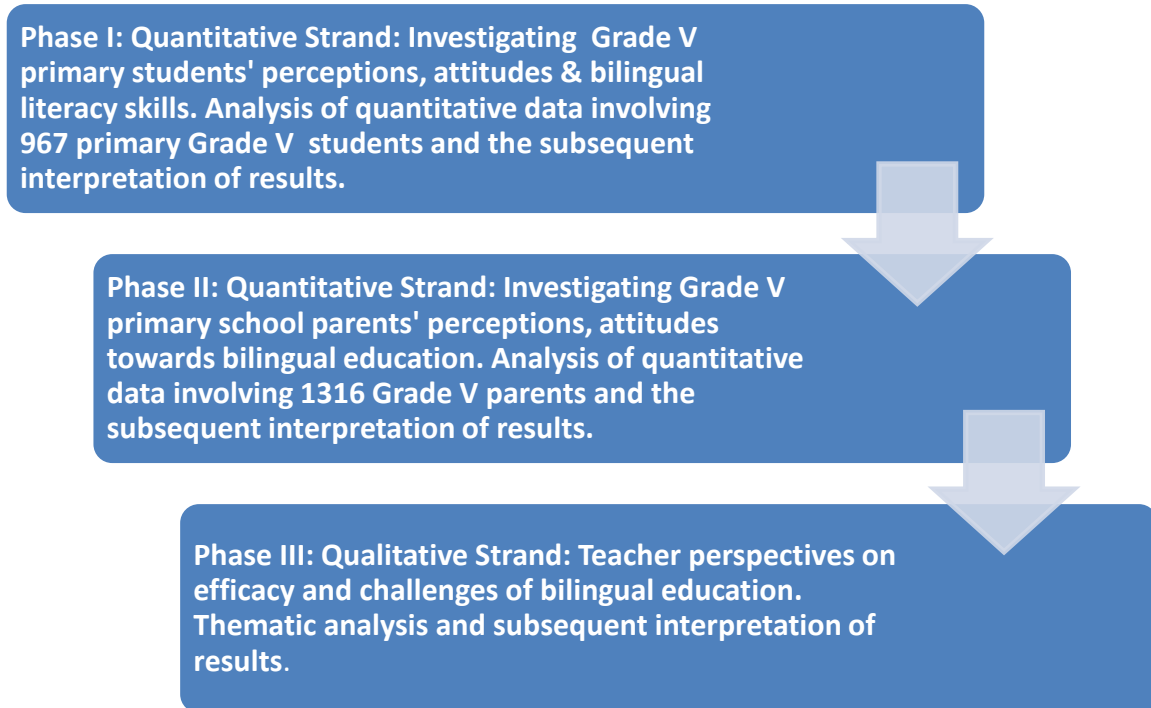 Phase I: Quantitative Strand: Investigating  Grade V
primary students' perceptions, attitudes & bilingual
literacy skills. Analysis of quantitative data involving
967 primary Grade V  students and the subsequent
interpretation of results.
Phase II: Quantitative Strand: Investigating Grade V
primary school parents' perceptions, attitudes
towards bilingual education. Analysis of quantitative
data involving 1316 Grade V parents and the
subsequent interpretation of results.
Phase III: Qualitative Strand: Teacher perspectives on
efficacy and challenges of bilingual education.
Thematic analysis and subsequent interpretation of
results.